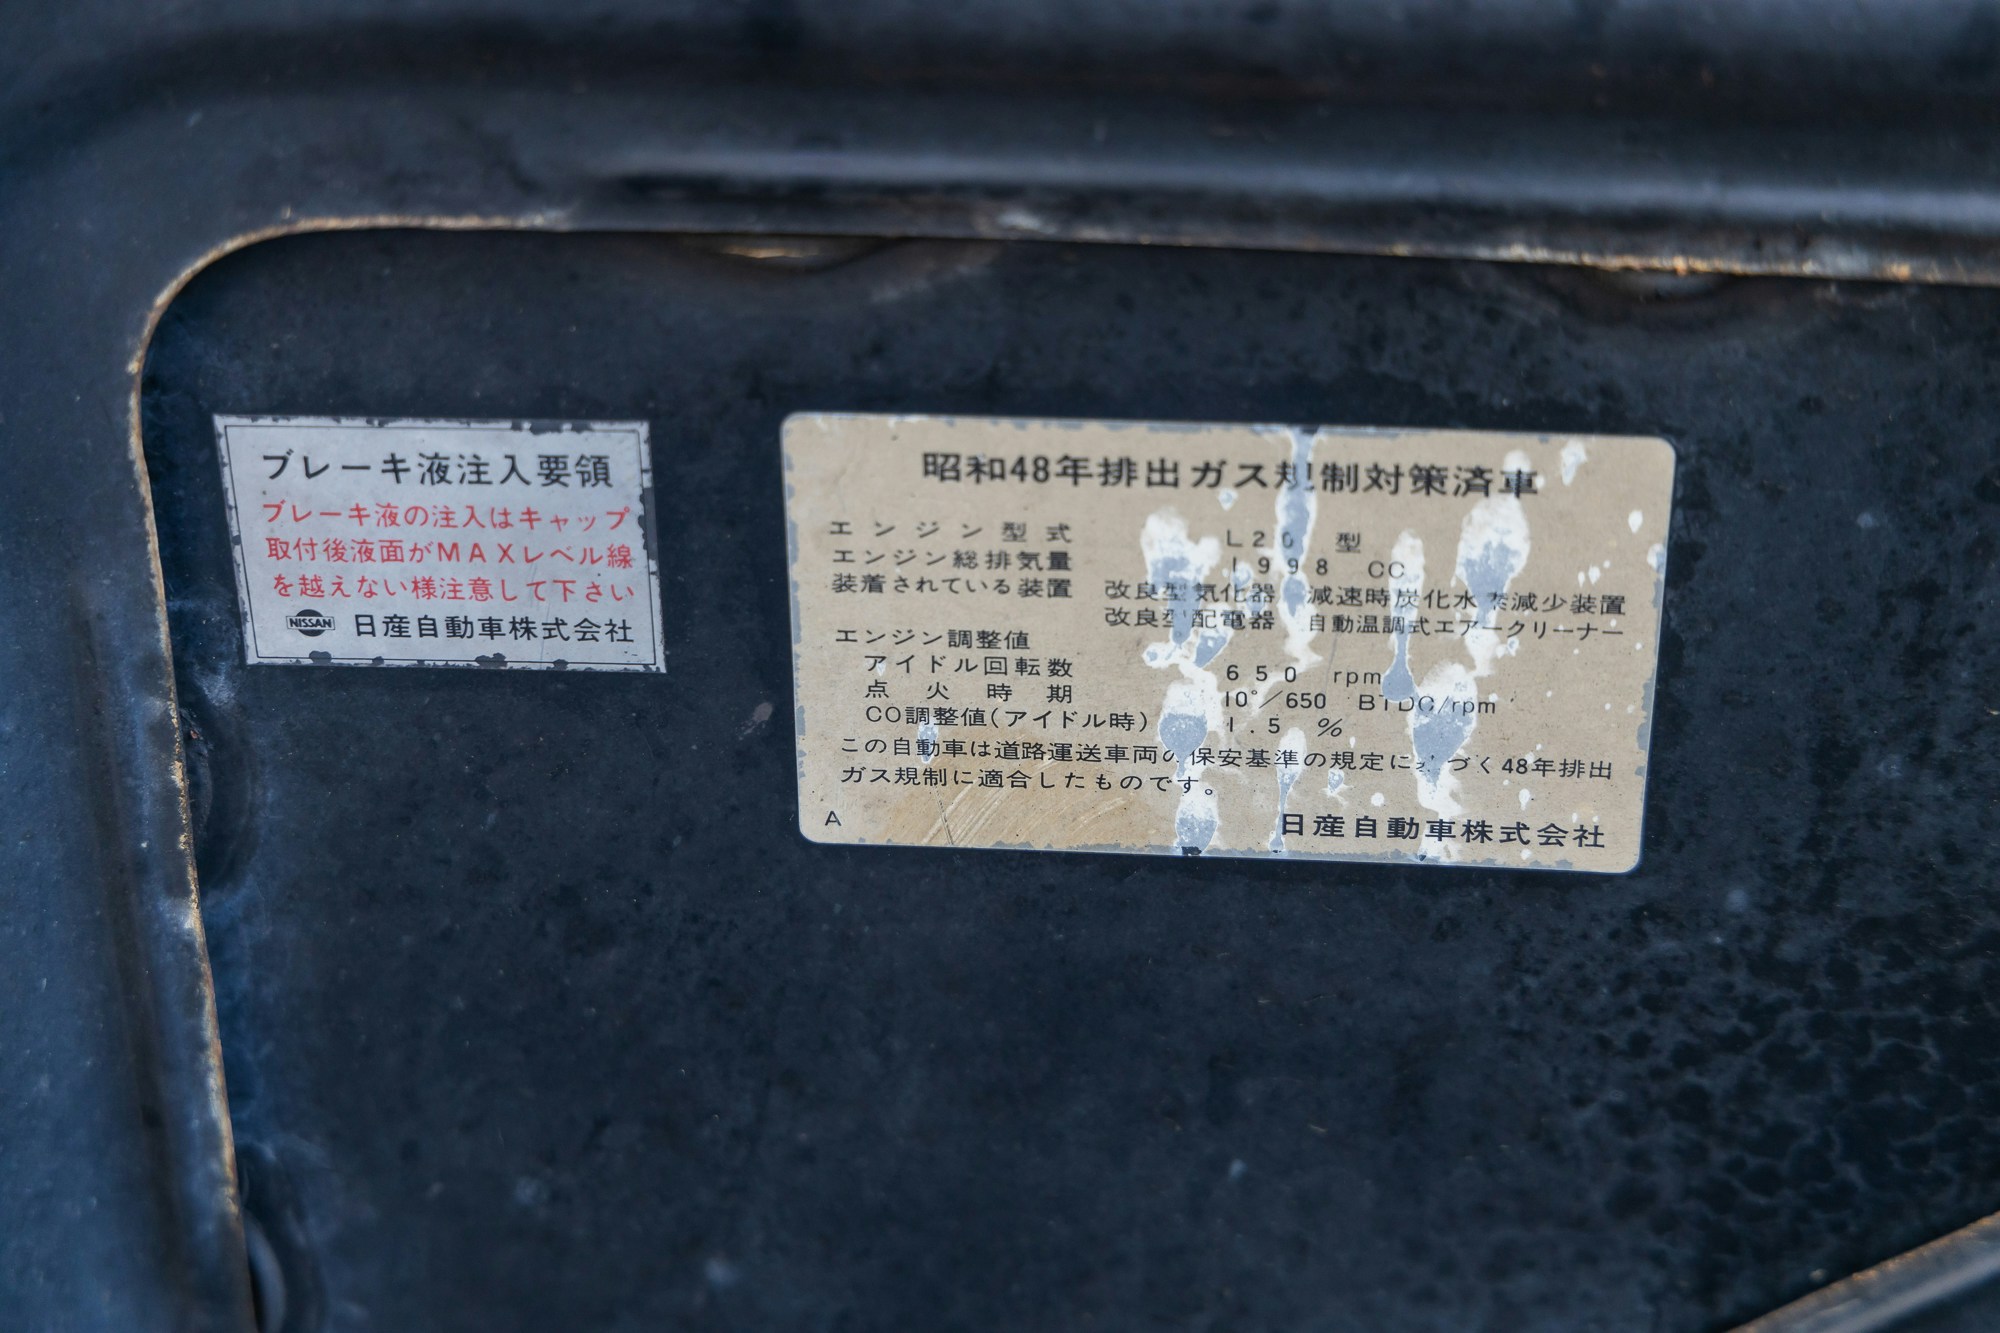 ブレーキ液注入要領
ブレーキ液の注入はキャップ
取付後液面がMAXレベル線
を越えない様注意して下さい
NISSAN 日産自動車株式会社
昭和48年排出ガス規制対策済車
エンジン型式 L20 型
エンジン総排気量 1998 CC
装着されている装置 改良型気化器 減速時炭化水素減少装置
改良型配電器 自動温調式エアークリーナー
エンジン調整値
アイドル回転数 650 rpm
点火時期 10°/650 BTDC/rpm
CO調整値(アイドル時) 1.5 %
この自動車は道路運送車両の保安基準の規定に基づく48年排出
ガス規制に適合したものです。
A 日産自動車株式会社